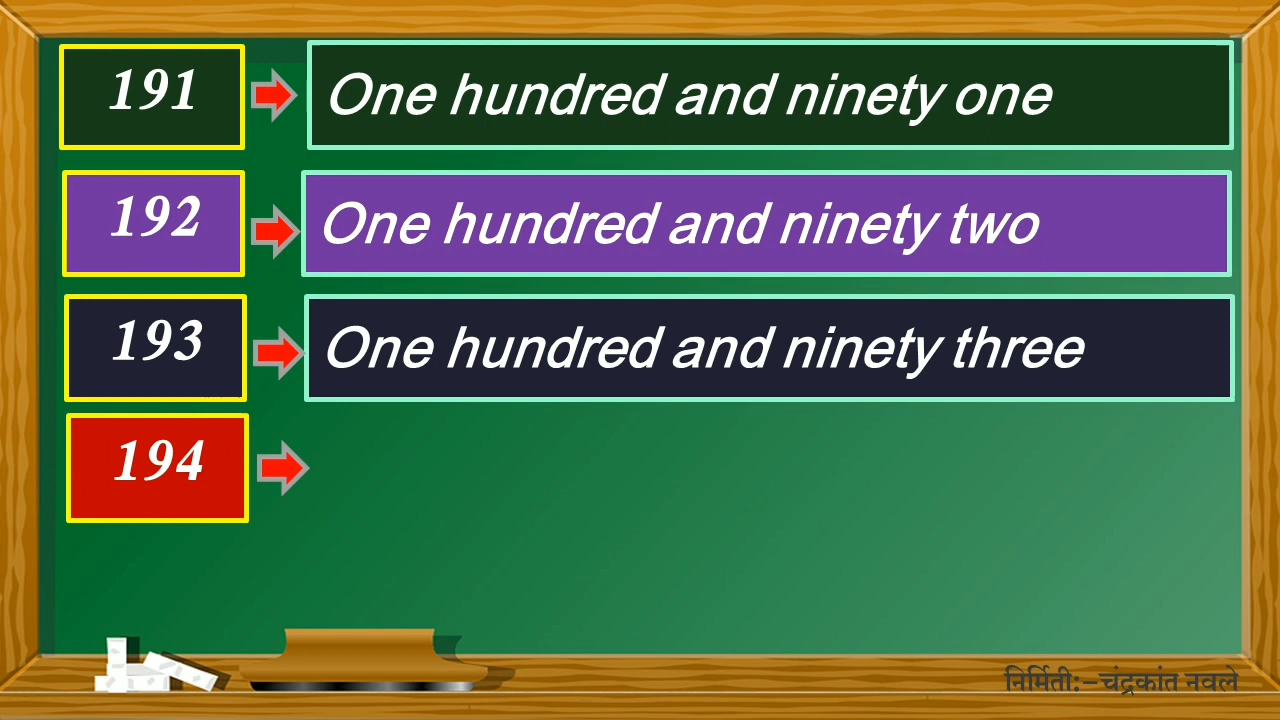 191 One hundred and ninety one
192 One hundred and ninety two
193 One hundred and ninety three
194
निर्मिती:-चंद्रकांत नवले